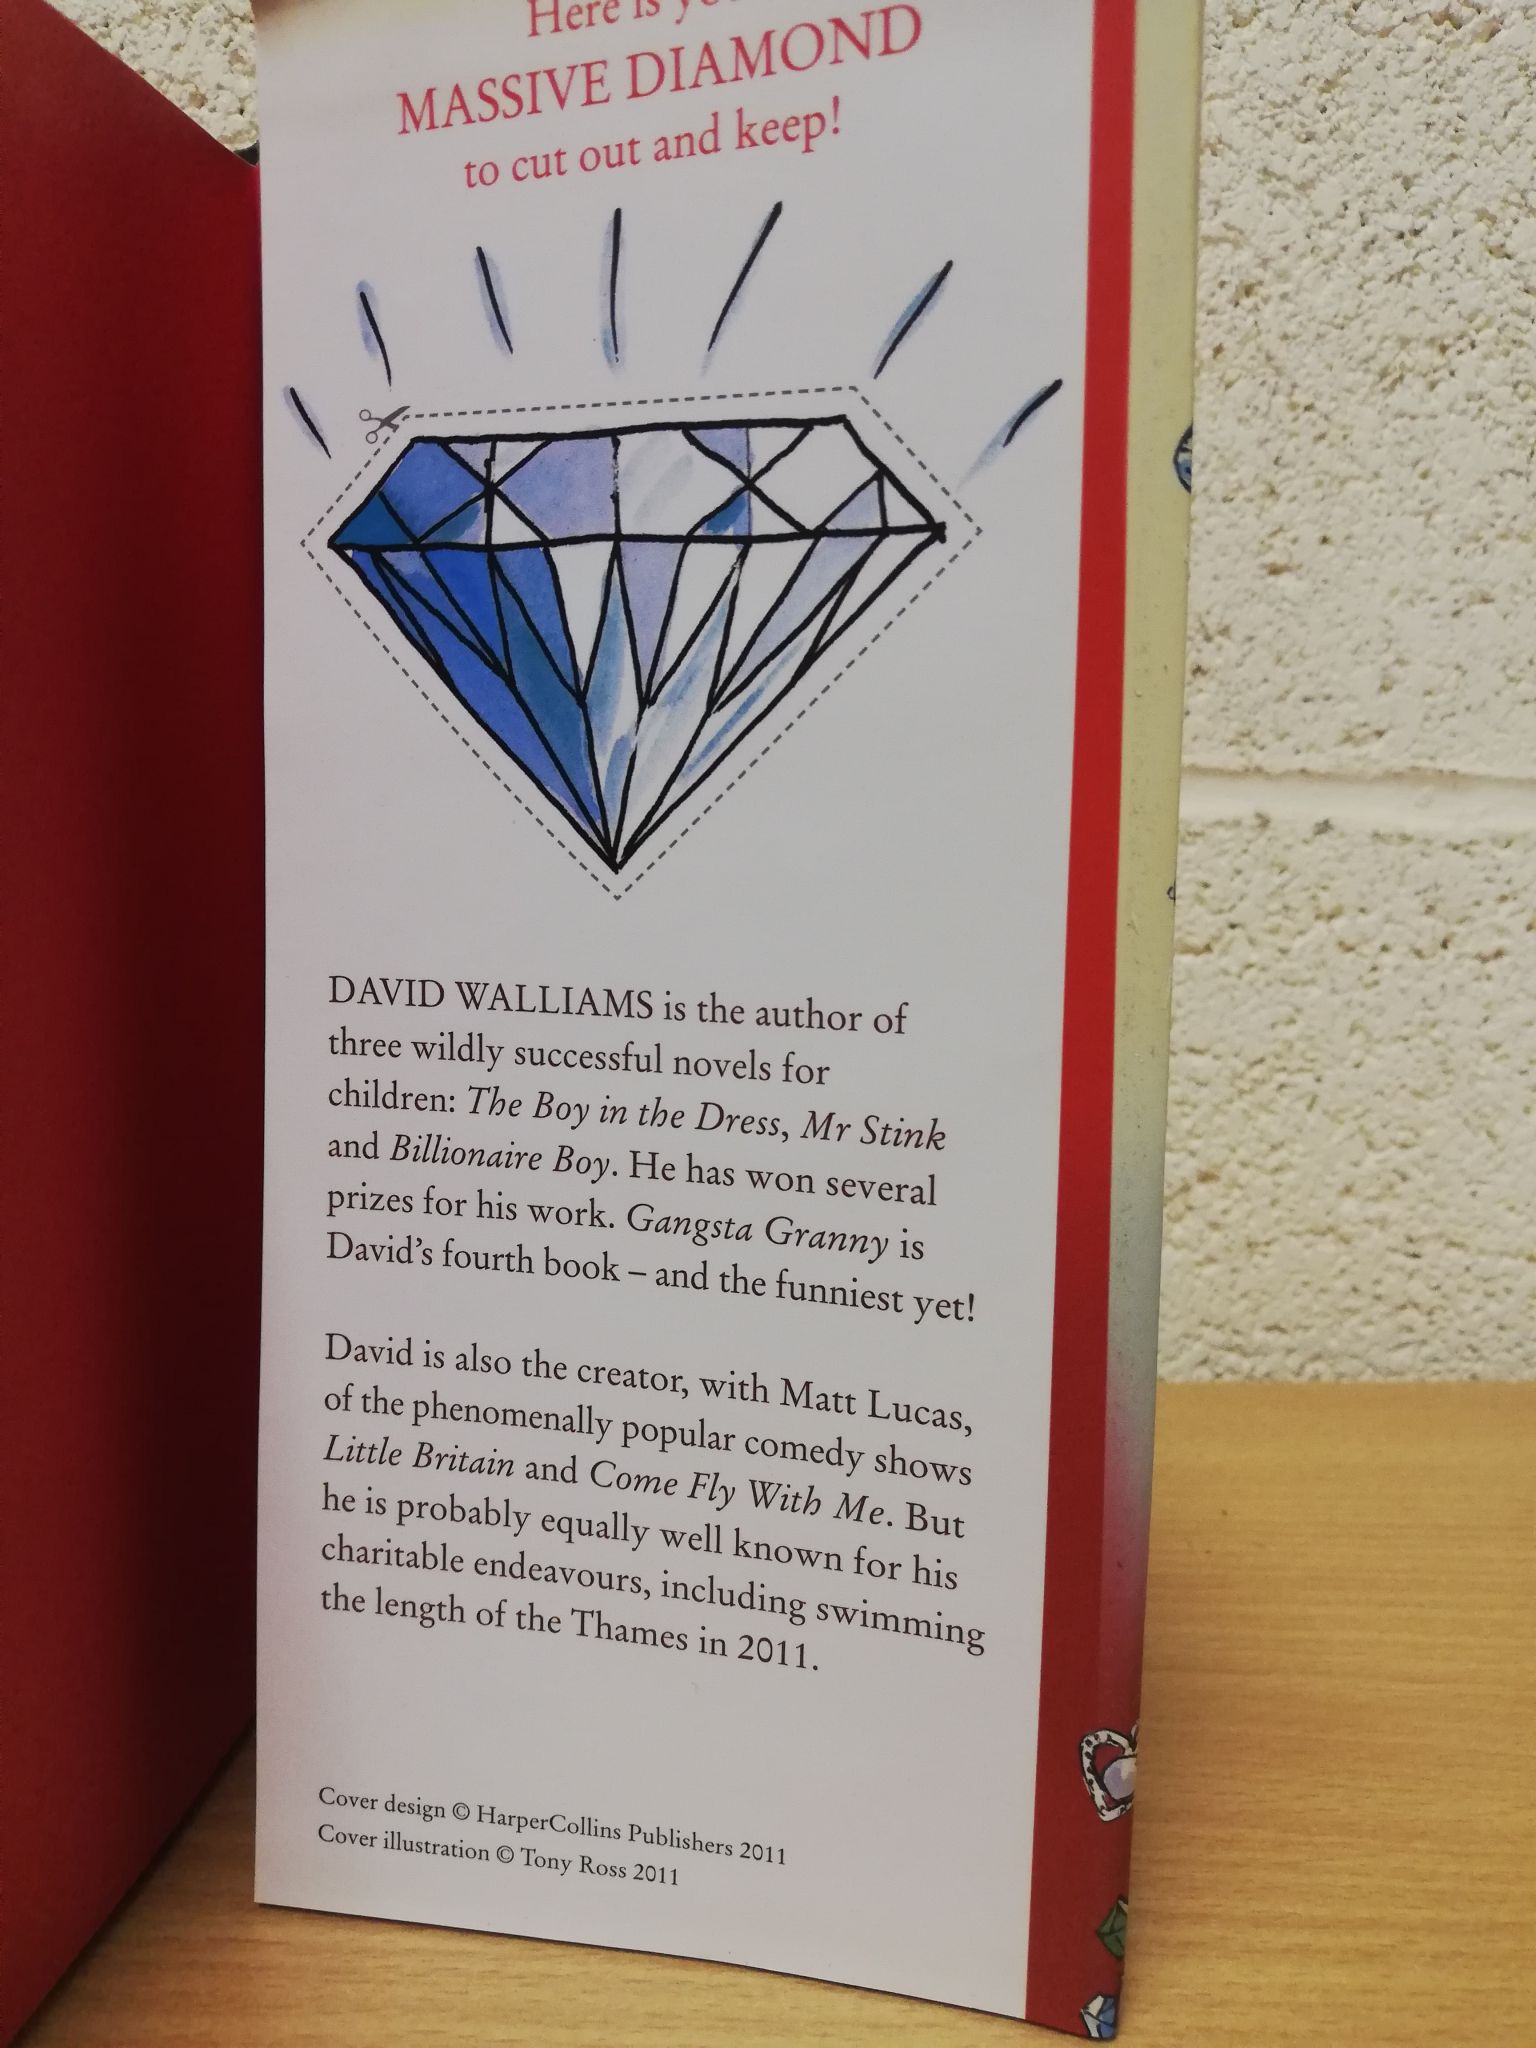 Here is
MASSIVE DIAMOND
to cut out and keep!
DAVID WALLIAMS is the author of
three wildly successful novels for
children: The Boy in the Dress, Mr Stink
and Billionaire Boy. He has won several
prizes for his work. Gangsta Granny is
David's fourth book – and the funniest yet!
David is also the creator, with Matt Lucas,
of the phenomenally popular comedy shows
Little Britain and Come Fly With Me. But
he is probably equally well known for his
charitable endeavours, including swimming
the length of the Thames in 2011.
Cover design © HarperCollins Publishers 2011
Cover illustration © Tony Ross 2011